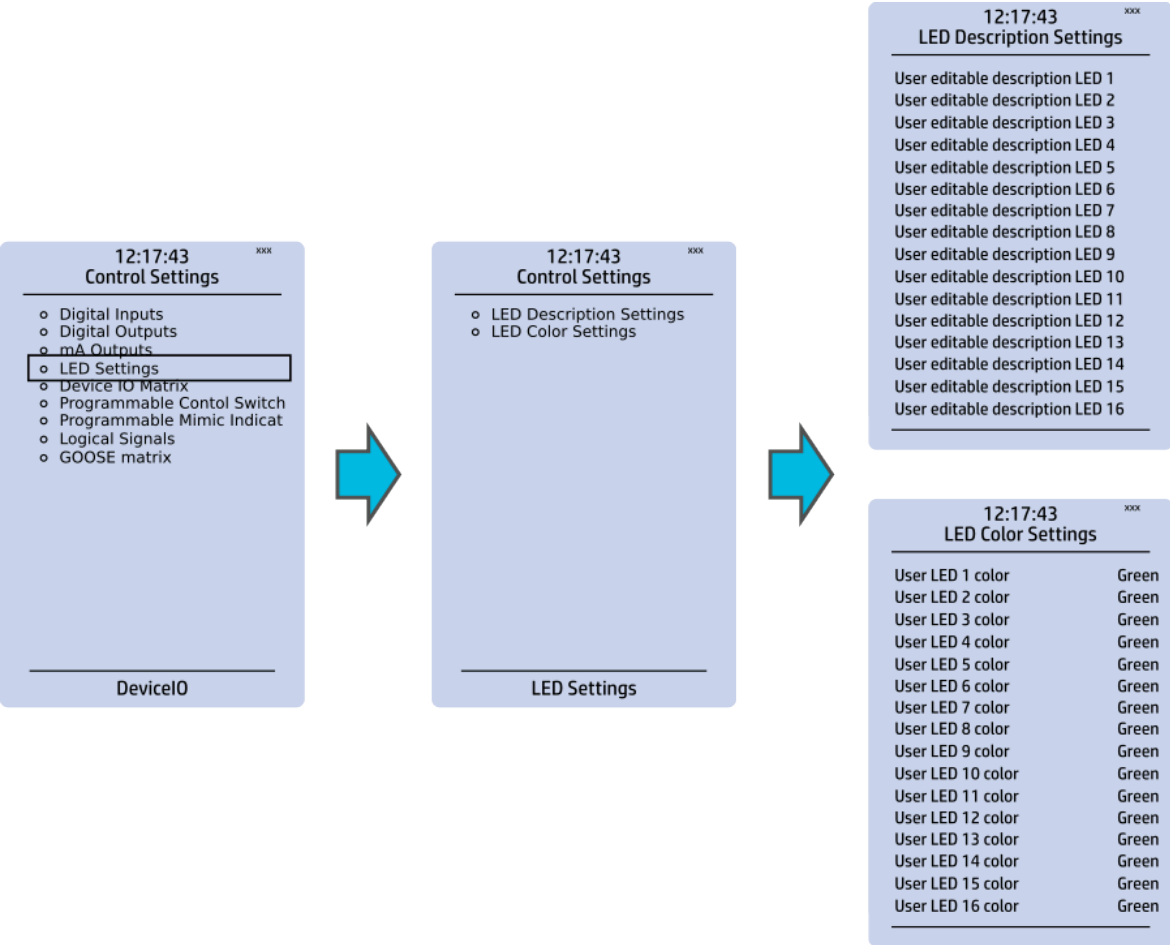 12:17:43 xxx
Control Settings
Digital Inputs
Digital Outputs
mA Outputs
LED Settings
Device IO Matrix
Programmable Contol Switch
Programmable Mimic Indicat
Logical Signals
GOOSE matrix
DeviceIO
12:17:43 xxx
Control Settings
LED Description Settings
LED Color Settings
LED Settings
12:17:43 xxx
LED Description Settings
User editable description LED 1
User editable description LED 2
User editable description LED 3
User editable description LED 4
User editable description LED 5
User editable description LED 6
User editable description LED 7
User editable description LED 8
User editable description LED 9
User editable description LED 10
User editable description LED 11
User editable description LED 12
User editable description LED 13
User editable description LED 14
User editable description LED 15
User editable description LED 16
12:17:43 xxx
LED Color Settings
User LED 1 color Green
User LED 2 color Green
User LED 3 color Green
User LED 4 color Green
User LED 5 color Green
User LED 6 color Green
User LED 7 color Green
User LED 8 color Green
User LED 9 color Green
User LED 10 color Green
User LED 11 color Green
User LED 12 color Green
User LED 13 color Green
User LED 14 color Green
User LED 15 color Green
User LED 16 color Green